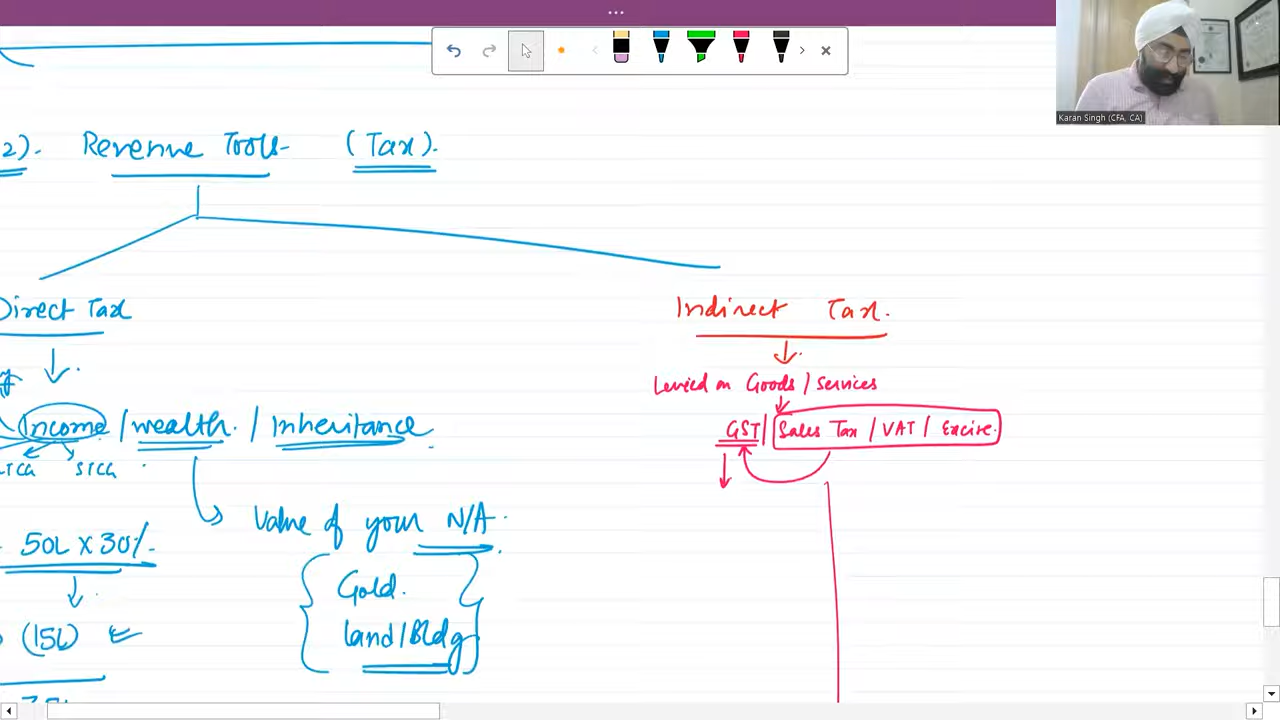 Karan Singh (CFA, CA)
2). Revenue Tools- (Tax).
Direct Tax
Income / wealth. / Inheritance
LTCG STCG
50L X 30%.
(15L)
Value of your N/A.
Gold.
land/Bldg
Indirect Tax.
Levied on Goods / Services
GST / Sales Tax / VAT / Excise.